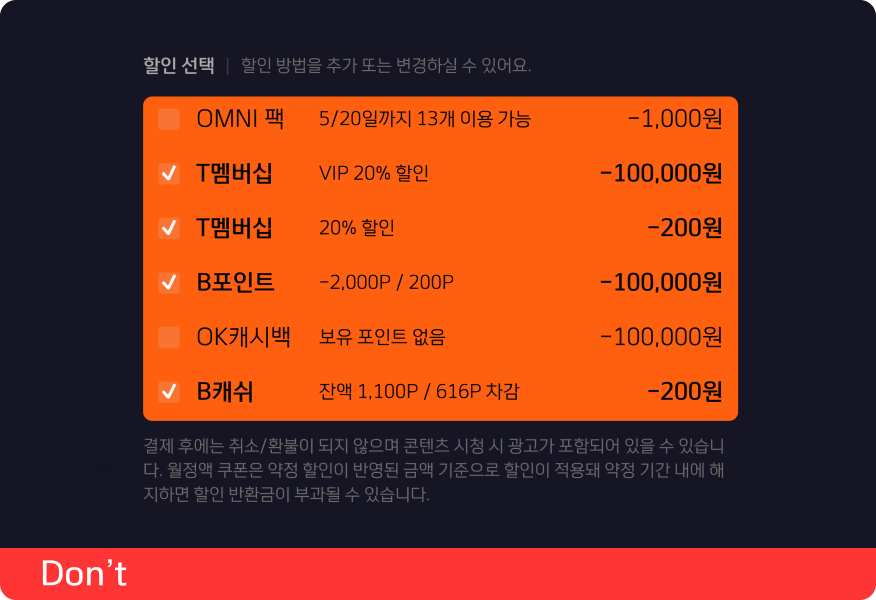 할인 선택 | 할인 방법을 추가 또는 변경하실 수 있어요.
OMNI 팩 5/20일까지 13개 이용 가능 -1,000원
T멤버십 VIP 20% 할인 -100,000원
T멤버십 20% 할인 -200원
B포인트 -2,000P / 200P -100,000원
OK캐시백 보유 포인트 없음 -100,000원
B캐쉬 잔액 1,100P / 616P 차감 -200원
결제 후에는 취소/환불이 되지 않으며 콘텐츠 시청 시 광고가 포함되어 있을 수 있습니
다. 월정액 쿠폰은 약정 할인이 반영된 금액 기준으로 할인이 적용돼 약정 기간 내에 해
지하면 할인 반환금이 부과될 수 있습니다.
Don't